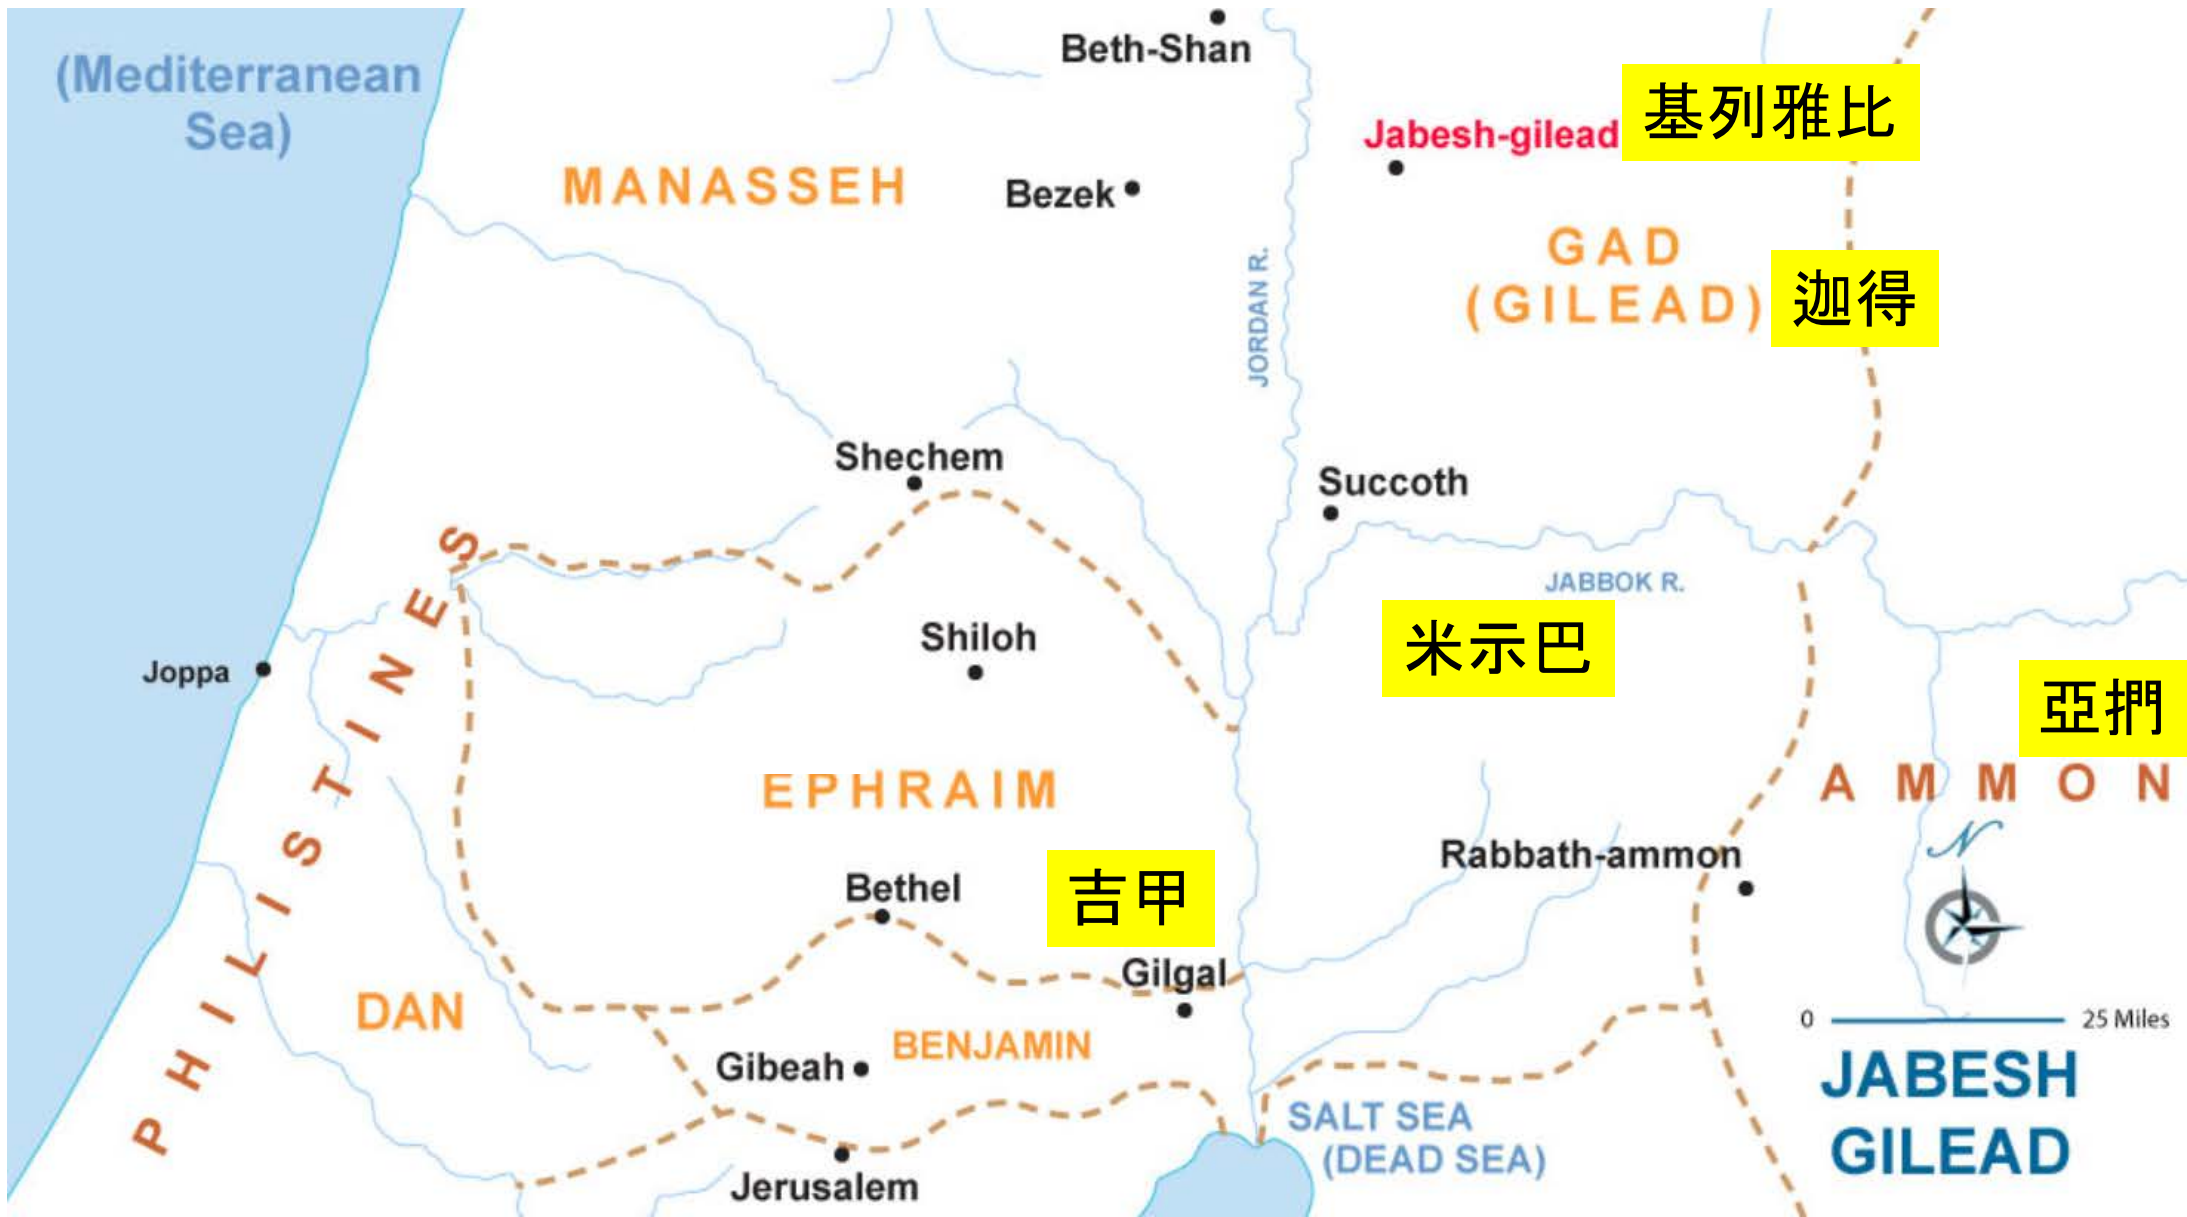 Beth-Shan
(Mediterranean
Sea)
基列雅比
Jabesh-gilead
MANASSEH
Bezek
GAD
(GILEAD)
迦得
JORDAN R.
Shechem
Succoth
JABBOK R.
Shiloh
米示巴
Joppa
亞捫
PHILISTINES
EPHRAIM
AMMON
N
Rabbath-ammon
Bethel
吉甲
Gilgal
DAN
0
25 Miles
BENJAMIN
Gibeah
JABESH
GILEAD
SALT SEA
(DEAD SEA)
Jerusalem